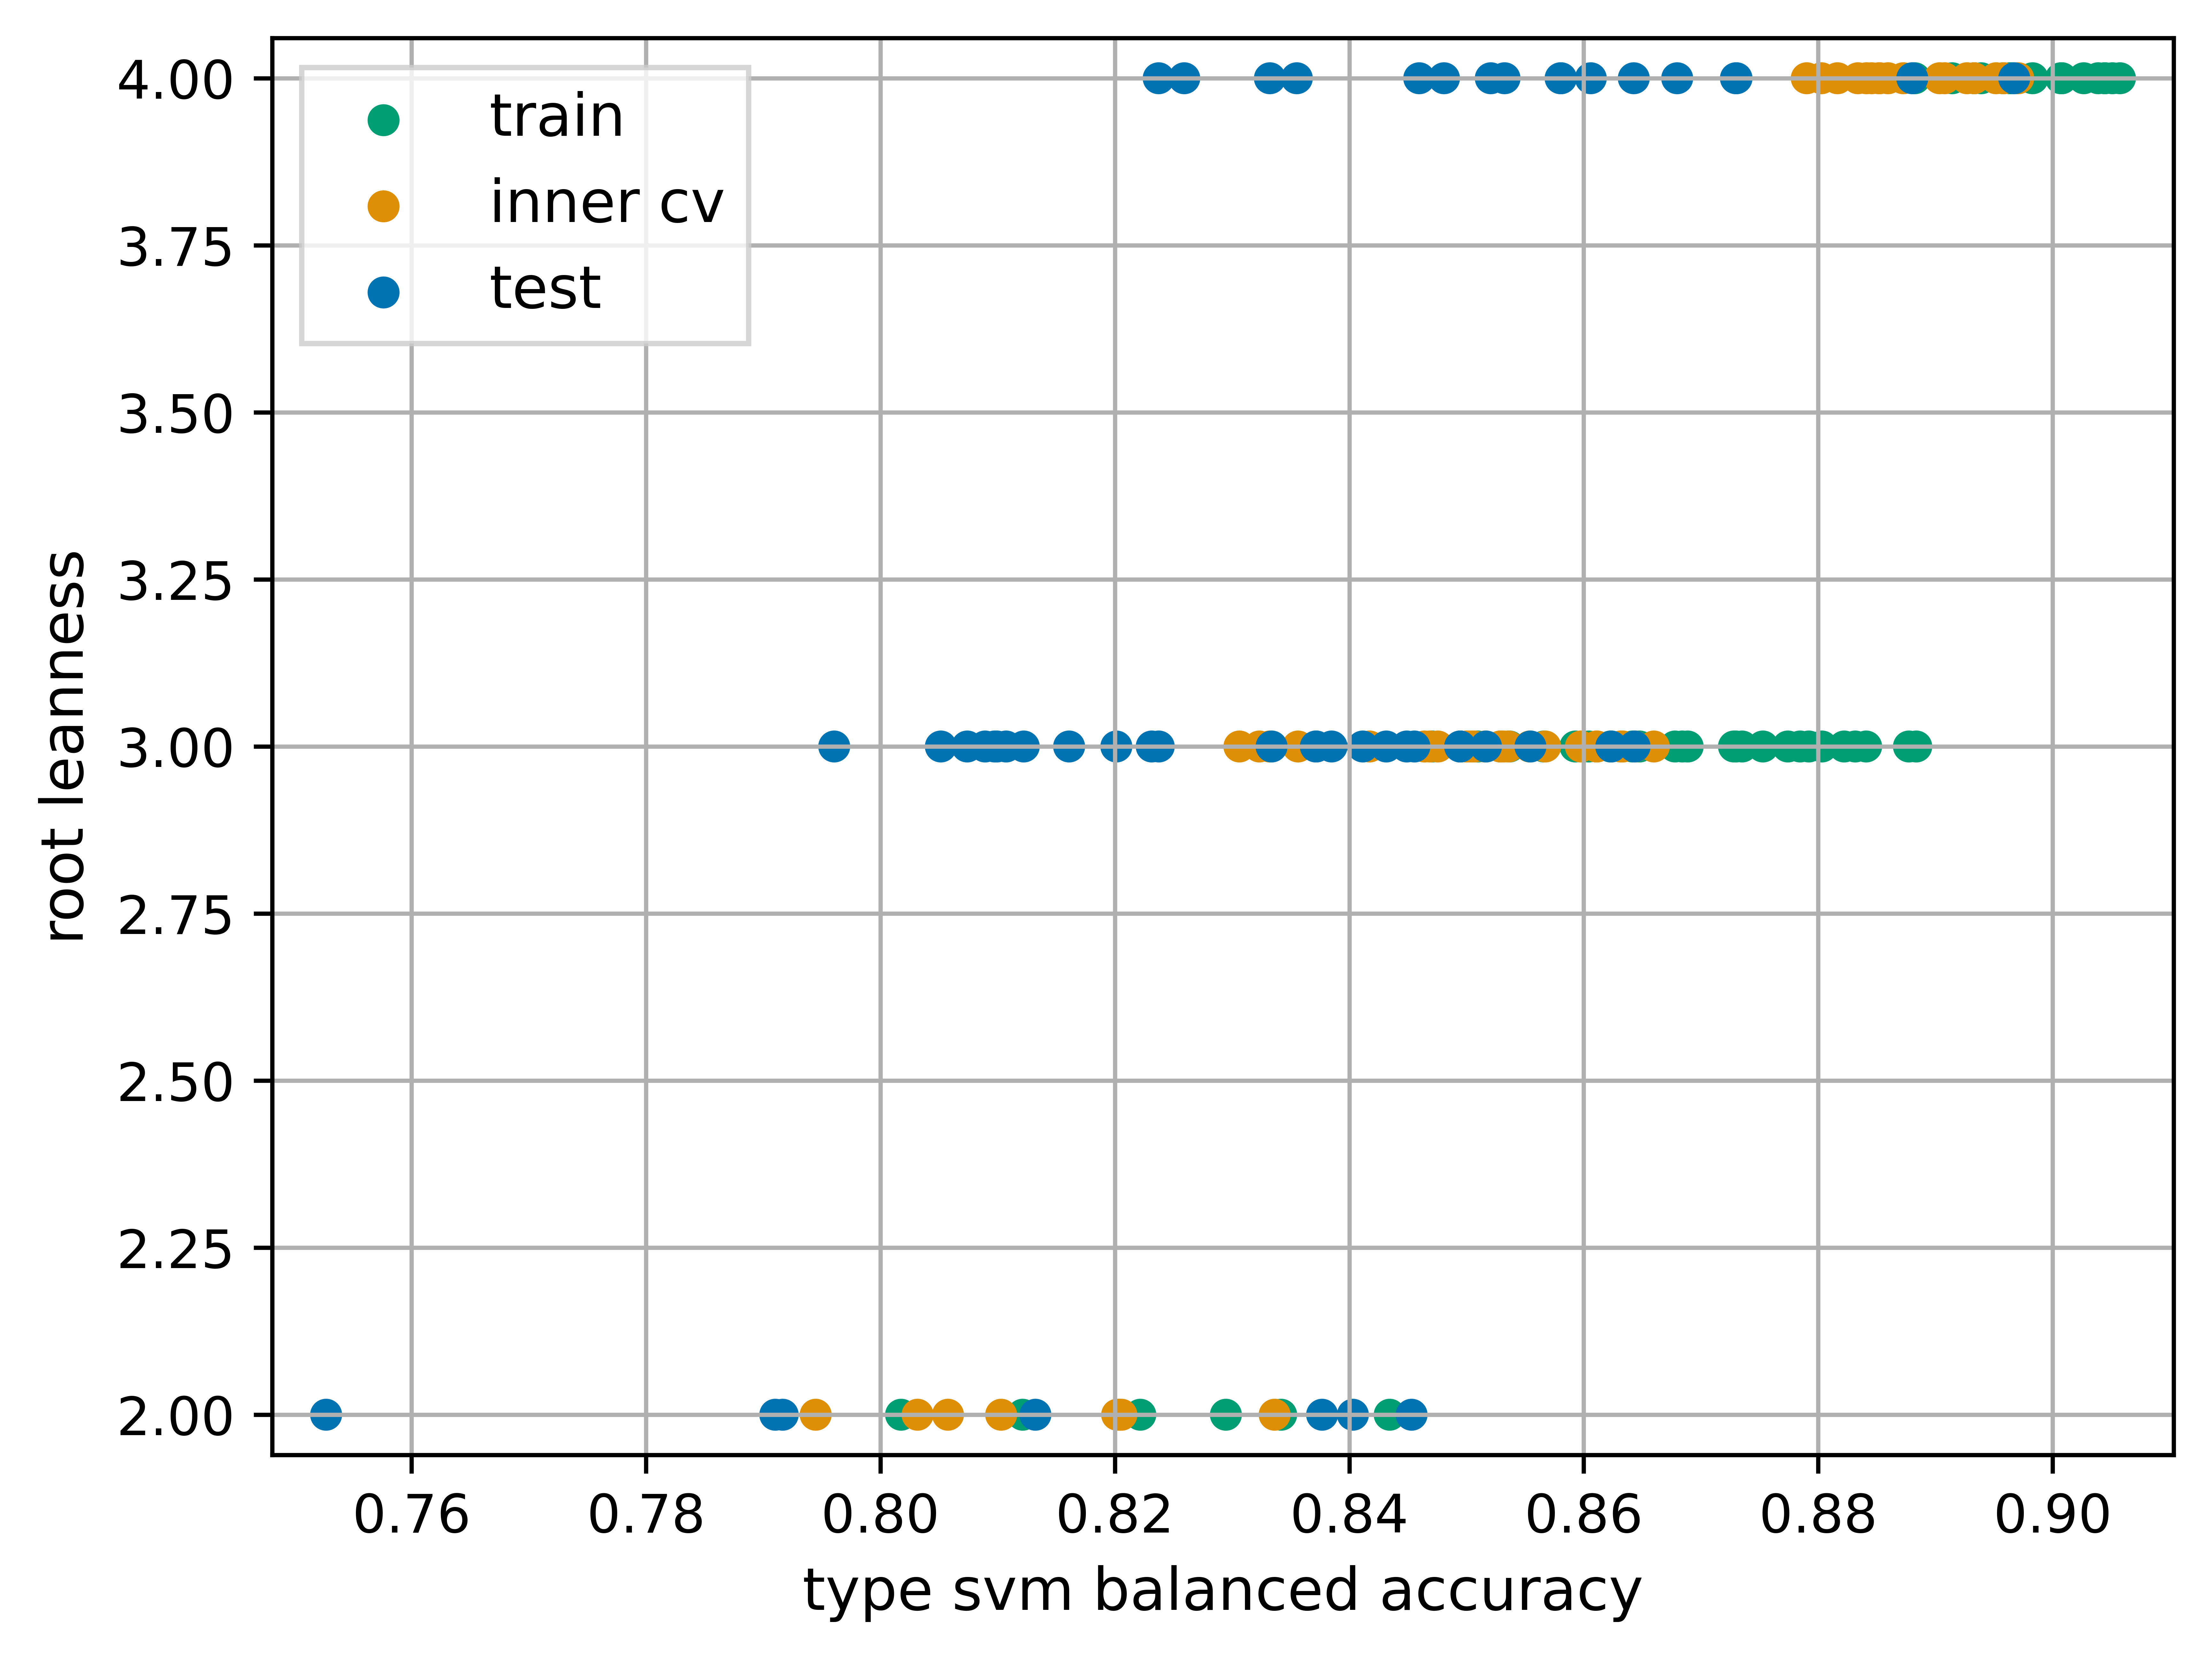 4.00
3.75
3.50
3.25
3.00
2.75
2.50
2.25
2.00
root leanness
train
inner cv
test
0.76 0.78 0.80 0.82 0.84 0.86 0.88 0.90
type svm balanced accuracy